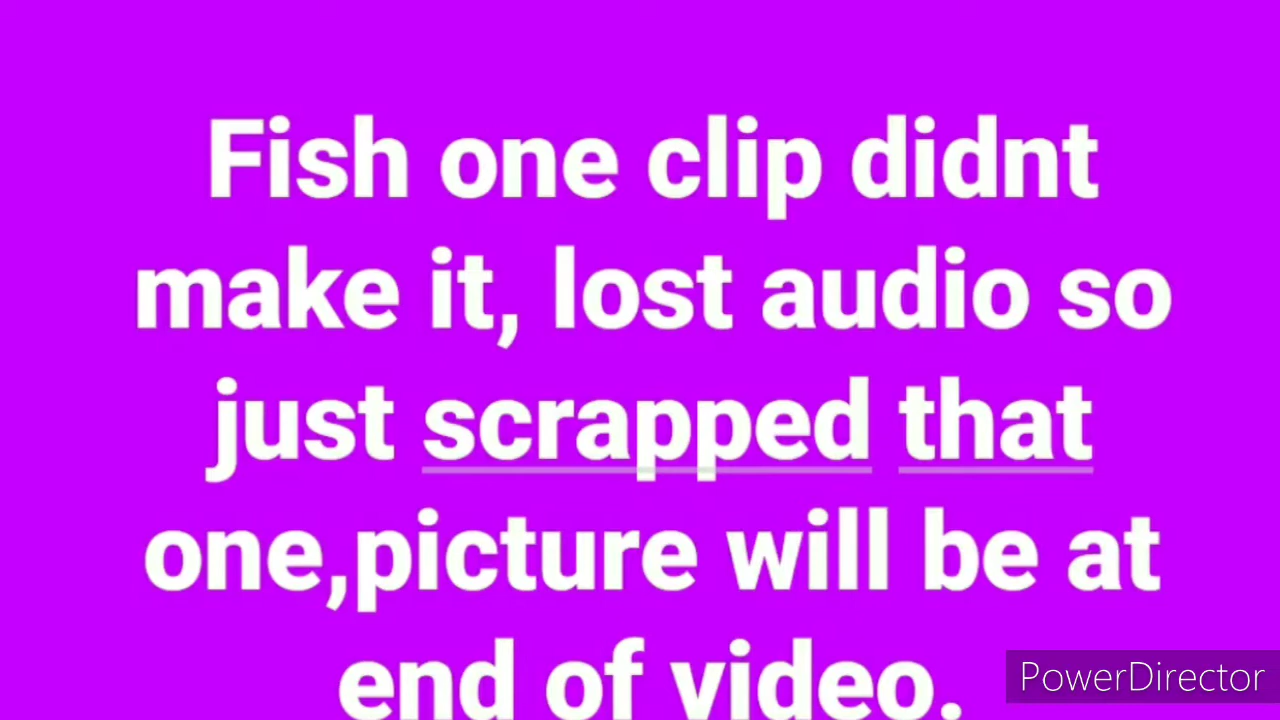 Fish one clip didnt
make it, lost audio so
just scrapped that
one,picture will be at
end of video.
PowerDirector